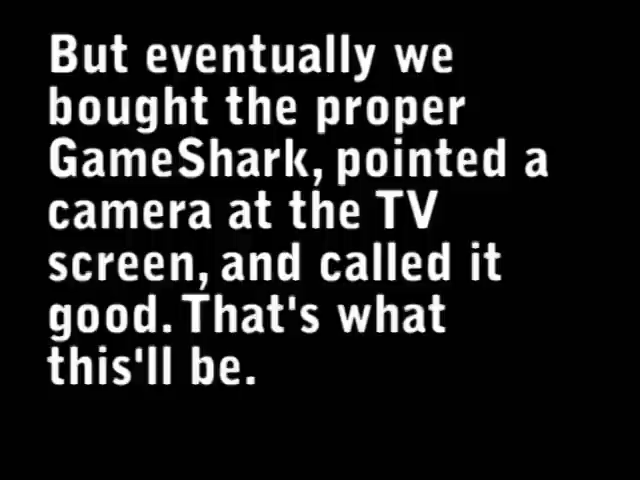 But eventually we
bought the proper
GameShark, pointed a
camera at the TV
screen, and called it
good. That's what
this'll be.